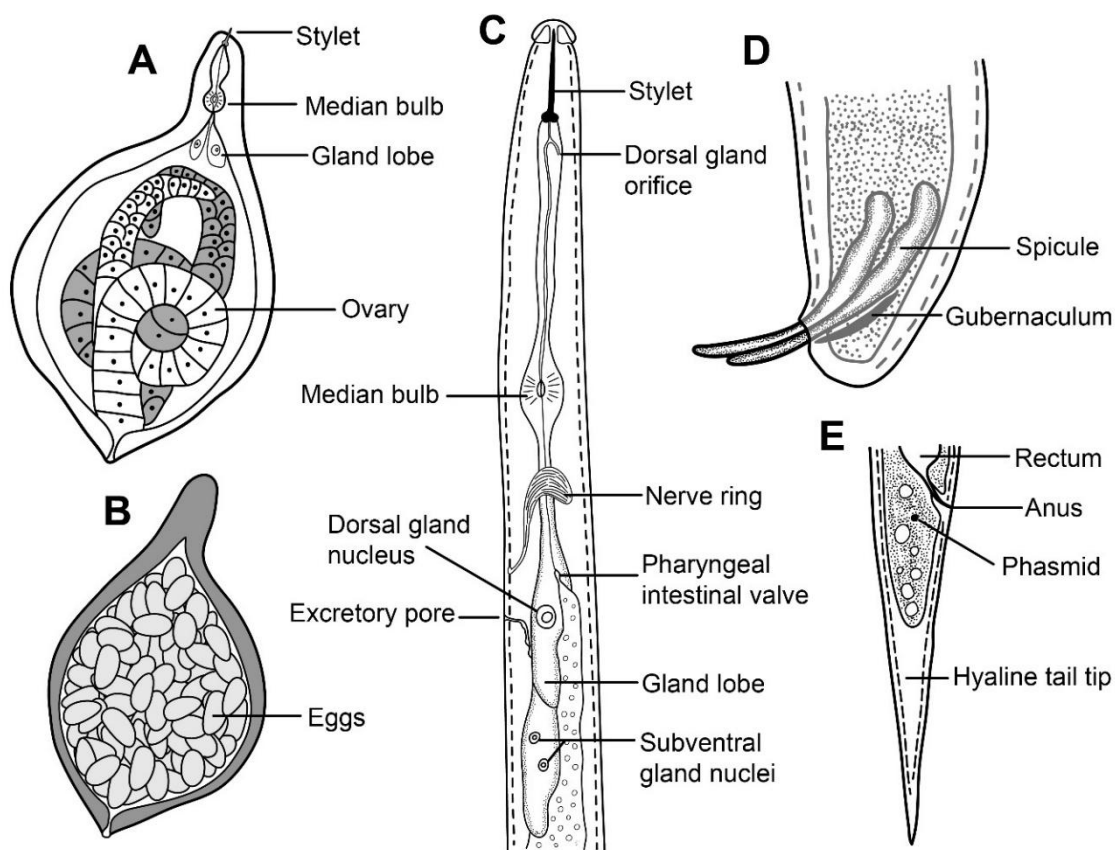 A
Stylet
Median bulb
Gland lobe
Ovary
B
Eggs
C
Stylet
Dorsal gland
orifice
Median bulb
Nerve ring
Dorsal gland
nucleus
Pharyngeal
intestinal valve
Excretory pore
Gland lobe
Subventral
gland nuclei
D
Spicule
Gubernaculum
E
Rectum
Anus
Phasmid
Hyaline tail tip